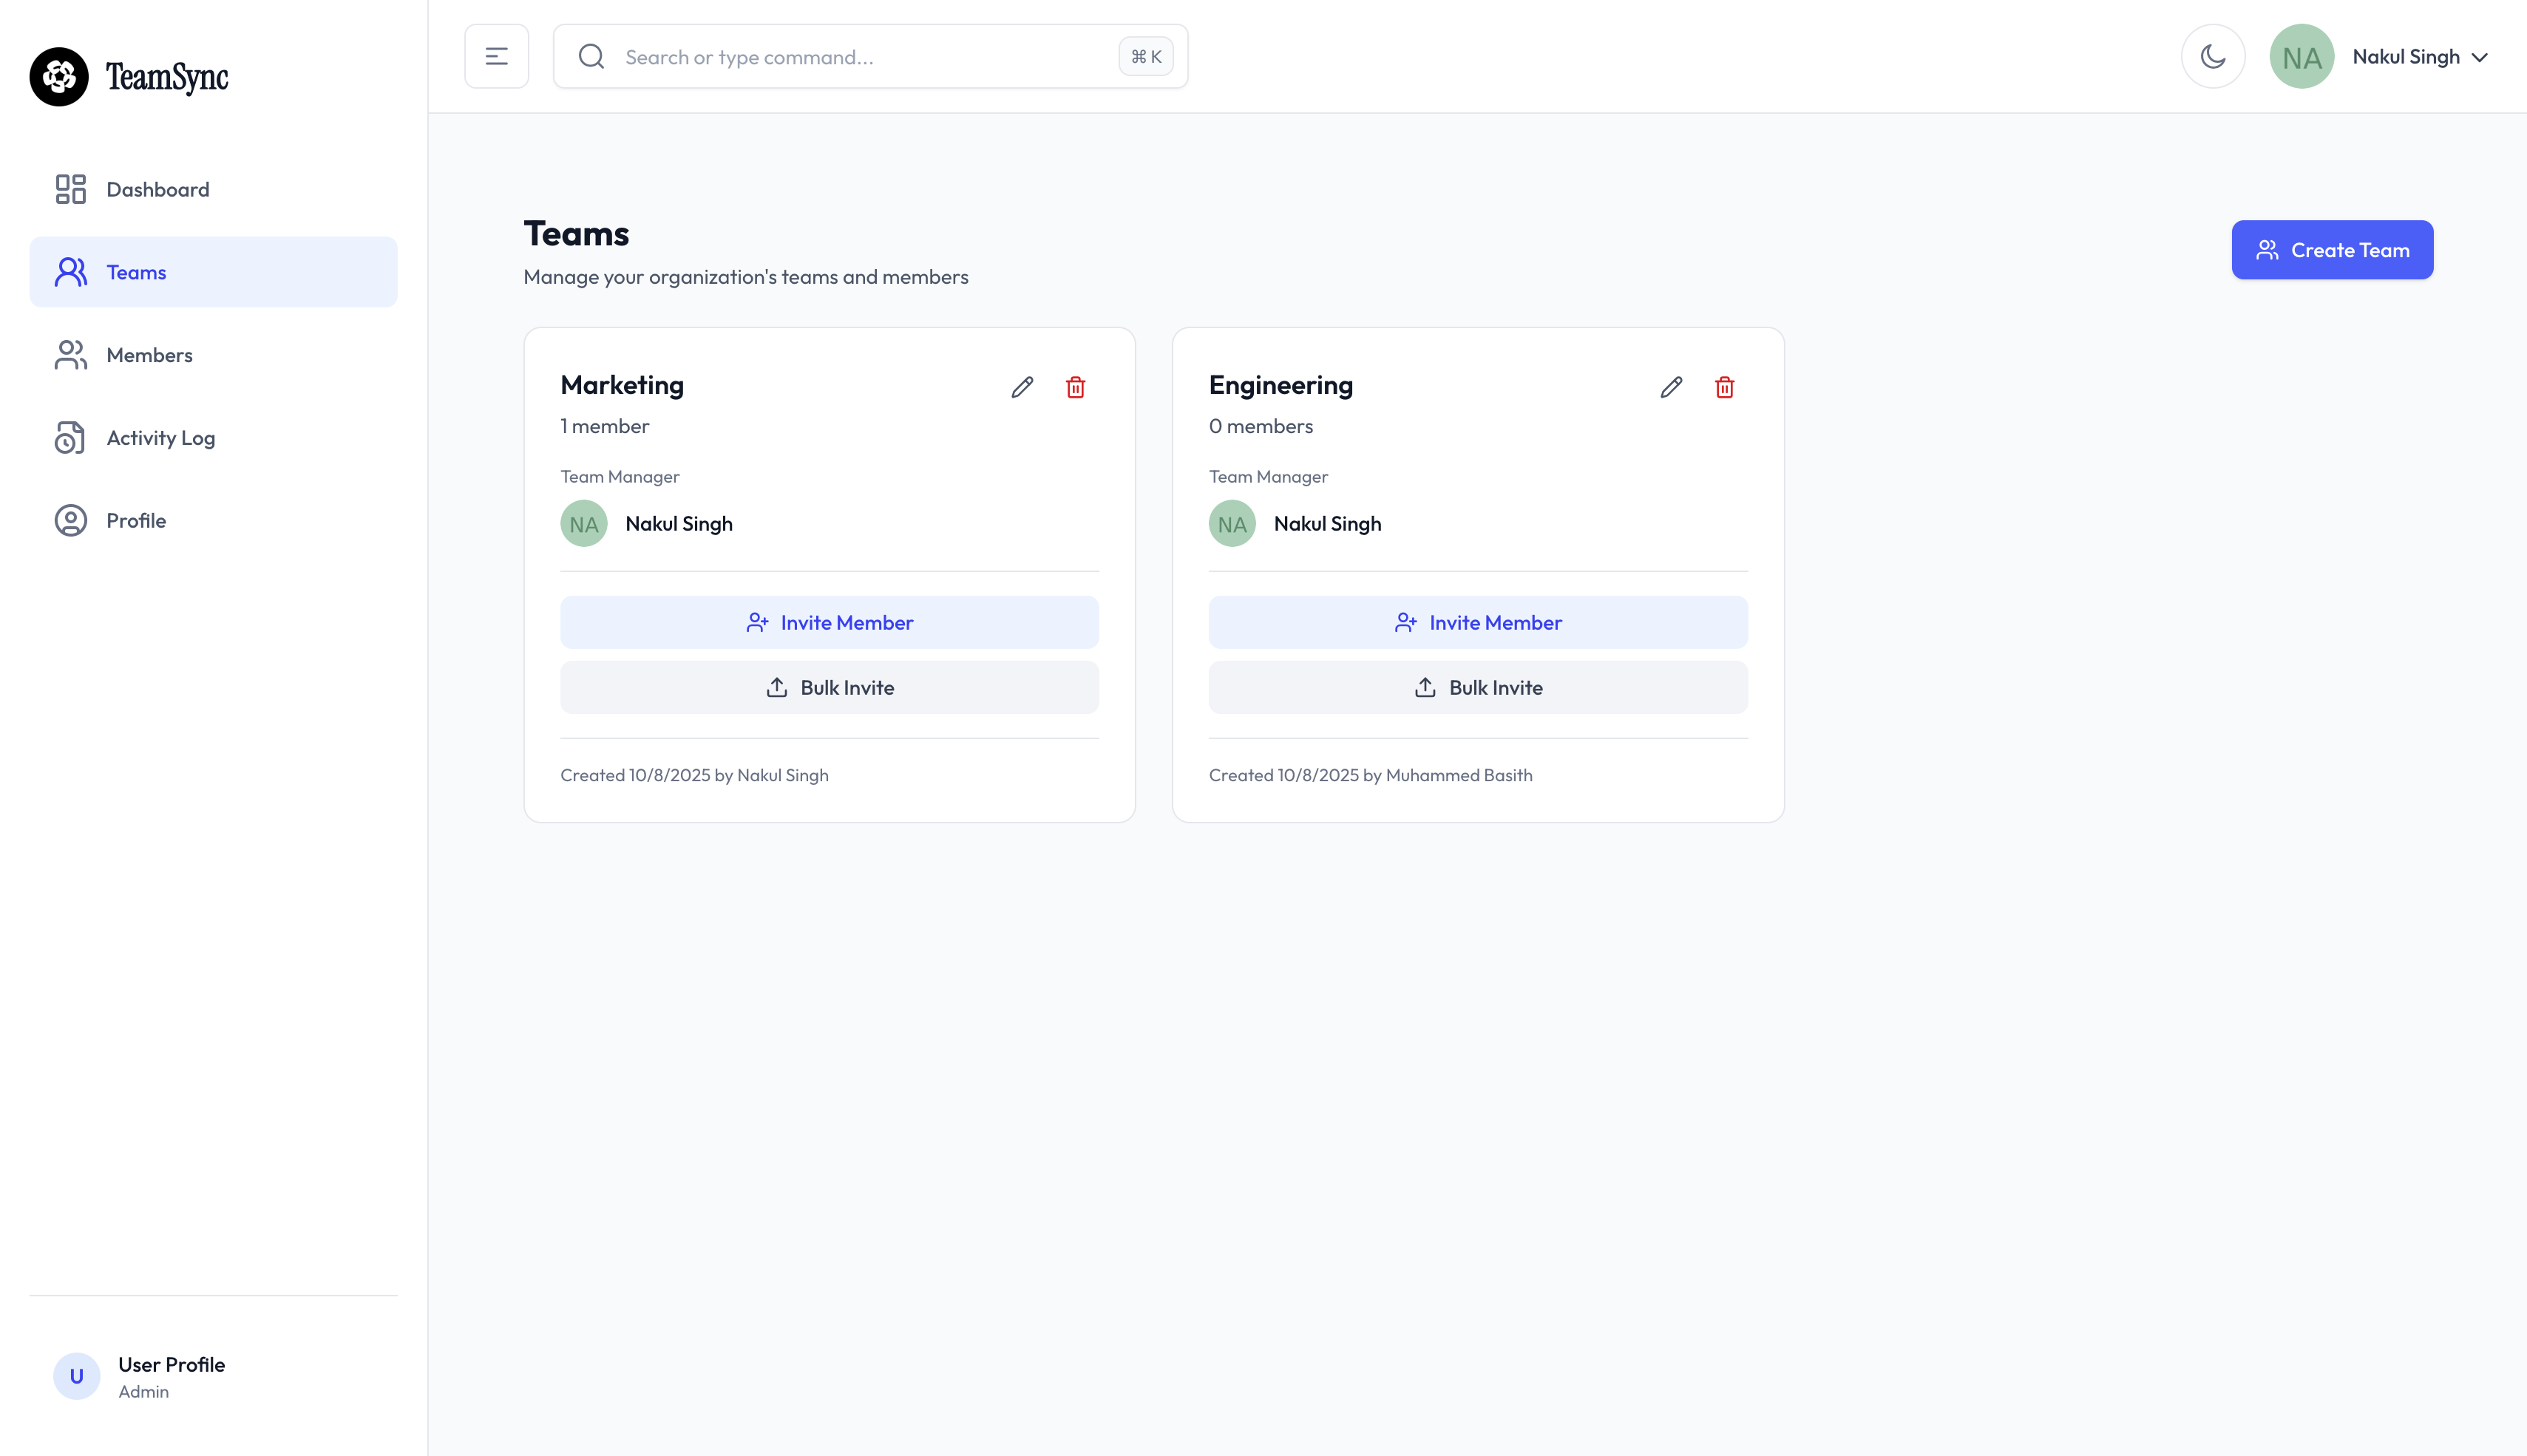 TeamSync
Search or type command...
⌘ K
NA
Nakul Singh
Dashboard
Teams
Members
Activity Log
Profile
Teams
Manage your organization's teams and members
Create Team
Marketing
1 member
Team Manager
NA
Nakul Singh
Invite Member
Bulk Invite
Created 10/8/2025 by Nakul Singh
Engineering
0 members
Team Manager
NA
Nakul Singh
Invite Member
Bulk Invite
Created 10/8/2025 by Muhammed Basith
U
User Profile
Admin